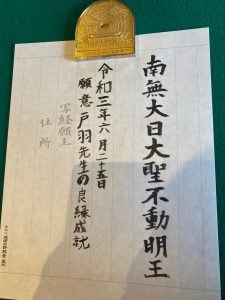 南無大日大聖不動明王
令和三年六月二十五日
願意戸羽先生の良縁成就
写経願主
住所